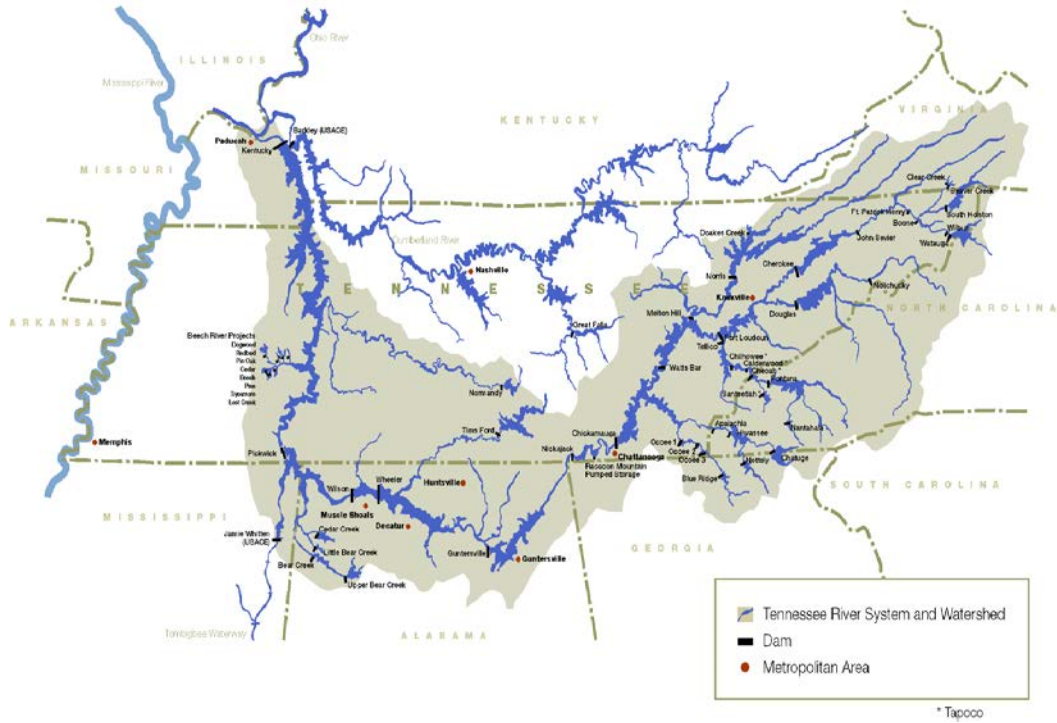 Ohio River
ILLINOIS
Mississippi River
KENTUCKY
VIRGINIA
Barkley (USACE)
Paducah
Kentucky
MISSOURI
Clear Creek
Beaver Creek
Ft. Patrick Henry
South Holston
Boone
Wilbur
Doakes Creek
John Sevier
Watauga
Cumberland River
Nashville
Cherokee
Norris
Nolichucky
TENNESSEE
Knoxville
NORTH CAROLINA
Douglas
Melton Hill
ARKANSAS
Great Falls
Fort Loudoun
Beech River Projects
Tellico
Dogwood
Redbud
Pin Oak
Cedar
Beech
Pine
Sycamore
Lost Creek
Chilhowee *
Calderwood *
Cheoah *
Watts Bar
Fontana
Normandy
Santeetlah *
Tims Ford
Apalachia
Nantahala
Memphis
Chickamauga
Hiwassee
Ocoee 1
Pickwick
Nickajack
Chattanooga
Ocoee 2
Ocoee 3
Chatuge
Raccoon Mountain
Pumped Storage
Nottely
Blue Ridge
Wheeler
Huntsville
Wilson
SOUTH CAROLINA
Muscle Shoals
MISSISSIPPI
Decatur
Jamie Whitten
(USACE)
Cedar Creek
GEORGIA
Little Bear Creek
Guntersville
Guntersville
Bear Creek
Upper Bear Creek
Tombigbee Waterway
ALABAMA
Tennessee River System and Watershed
Dam
Metropolitan Area
* Tapoco